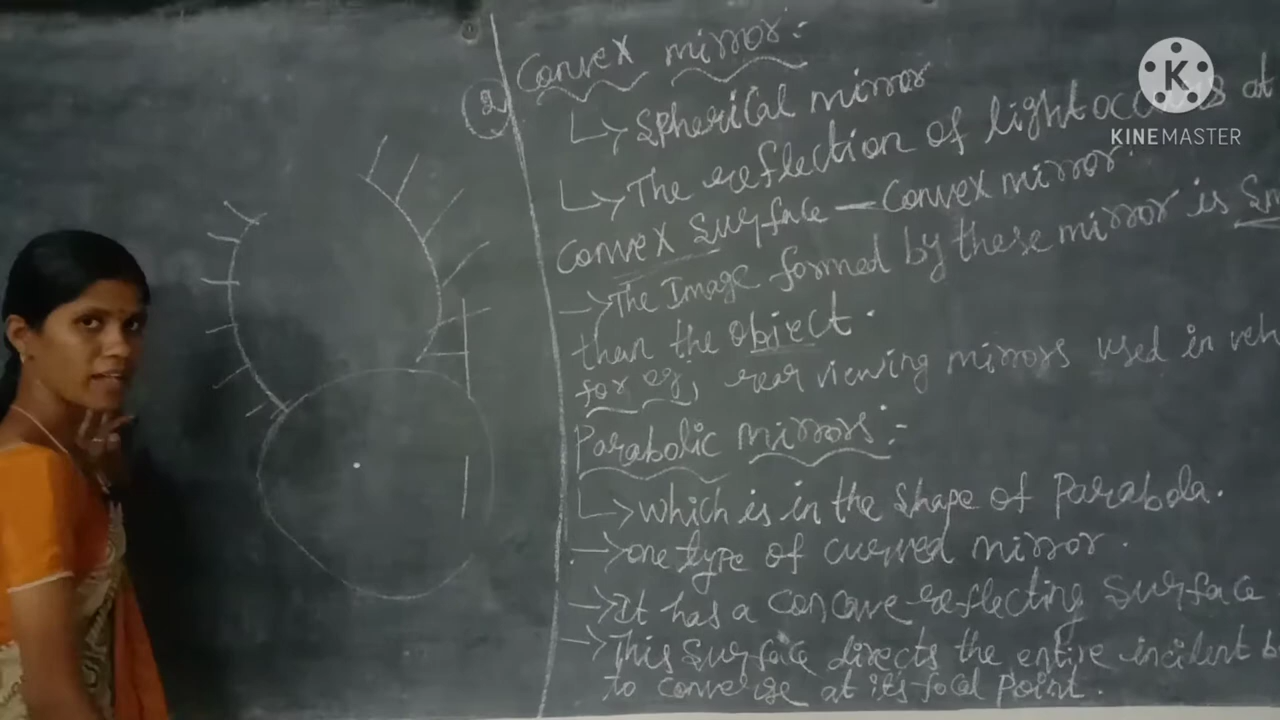 ② Convex mirror:-
↳ Spherical mirror
↳ The reflection of light at
Convex Surface – Convex mirror.
→ The Image formed by these mirror is
than the object.
for eg, rear viewing mirrors used in
Parabolic mirrors:-
↳ which is in the shape of Parabola.
→ one type of curved mirror.
→ It has a concave reflecting surface
→ This surface directs the entire incident
to converge at its focal point.
K
KINEMASTER